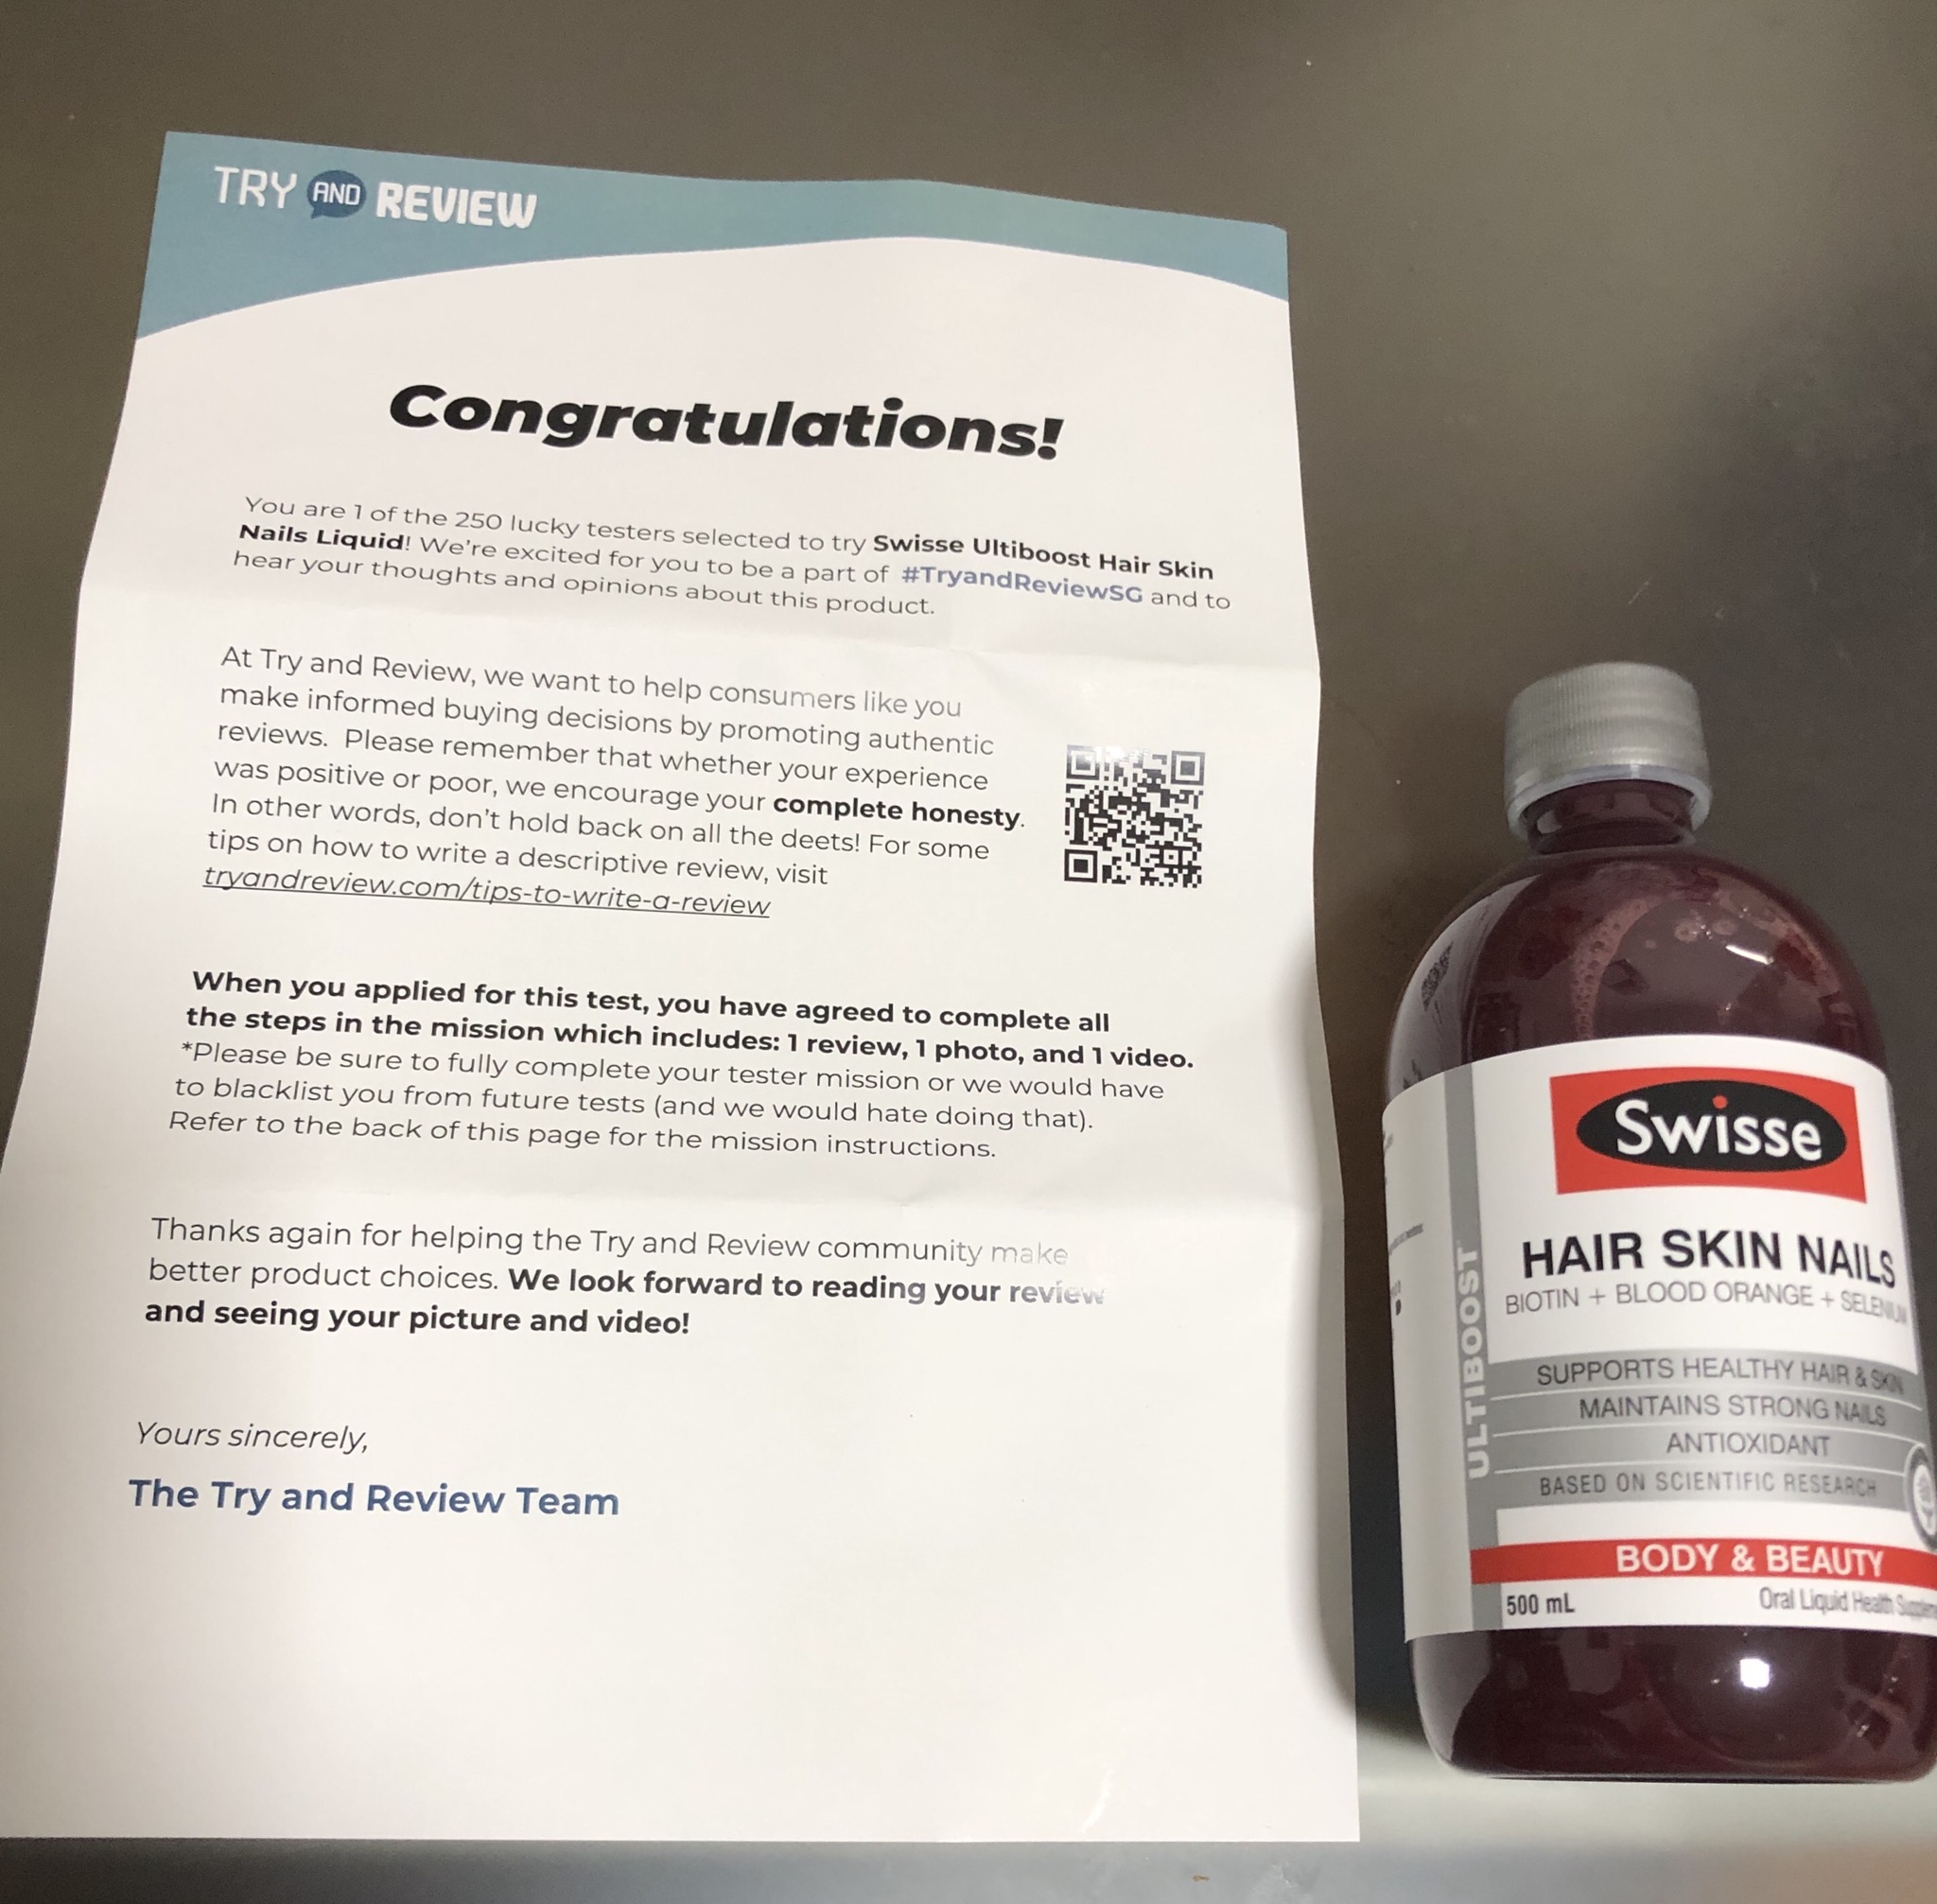 TRY AND REVIEW
Congratulations!
You are 1 of the 250 lucky testers selected to try Swisse Ultiboost Hair Skin
Nails Liquid! We're excited for you to be a part of #TryandReviewSG and to
hear your thoughts and opinions about this product.
At Try and Review, we want to help consumers like you
make informed buying decisions by promoting authentic
reviews. Please remember that whether your experience
was positive or poor, we encourage your complete honesty.
In other words, don't hold back on all the deets! For some
tips on how to write a descriptive review, visit
tryandreview.com/tips-to-write-a-review
When you applied for this test, you have agreed to complete all
the steps in the mission which includes: 1 review, 1 photo, and 1 video.
*Please be sure to fully complete your tester mission or we would have
to blacklist you from future tests (and we would hate doing that).
Refer to the back of this page for the mission instructions.
Thanks again for helping the Try and Review community make
better product choices. We look forward to reading your review
and seeing your picture and video!
Yours sincerely,
The Try and Review Team
Swisse
ULTIBOOST
HAIR SKIN NAILS
BIOTIN + BLOOD ORANGE + SELENIUM
SUPPORTS HEALTHY HAIR & SKIN
MAINTAINS STRONG NAILS
ANTIOXIDANT
BASED ON SCIENTIFIC RESEARCH
BODY & BEAUTY
500 mL
Oral Liquid Health